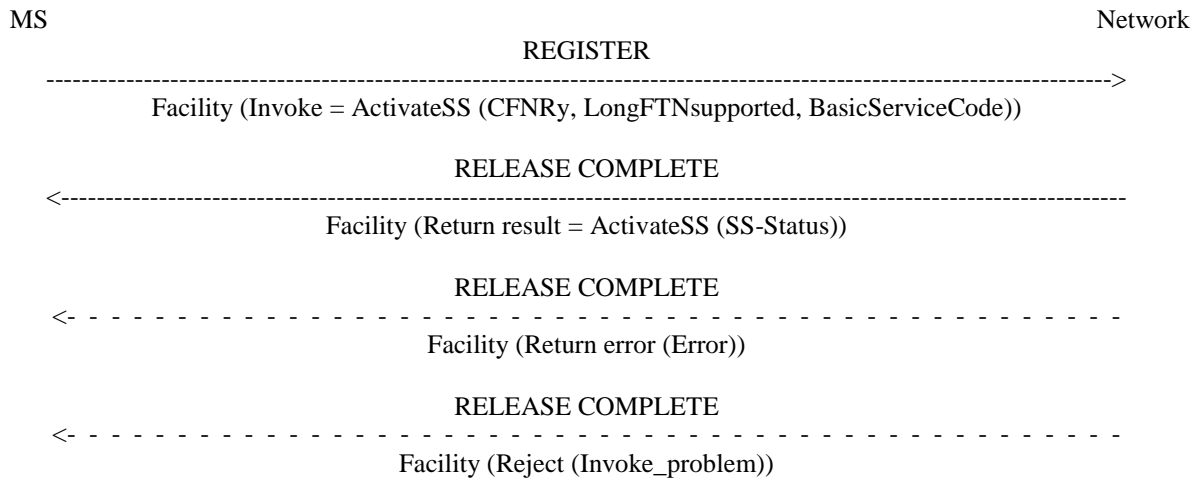 MS Network
REGISTER
Facility (Invoke = ActivateSS (CFNRy, LongFTNsupported, BasicServiceCode))
RELEASE COMPLETE
Facility (Return result = ActivateSS (SS-Status))
RELEASE COMPLETE
Facility (Return error (Error))
RELEASE COMPLETE
Facility (Reject (Invoke_problem))